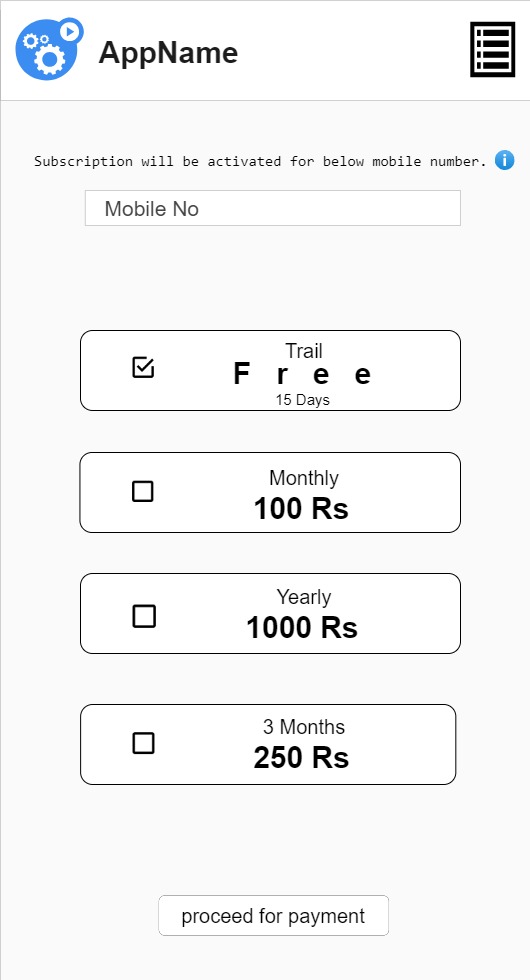 AppName
Subscription will be activated for below mobile number.
Mobile No
Trail
F r e e
15 Days
Monthly
100 Rs
Yearly
1000 Rs
3 Months
250 Rs
proceed for payment